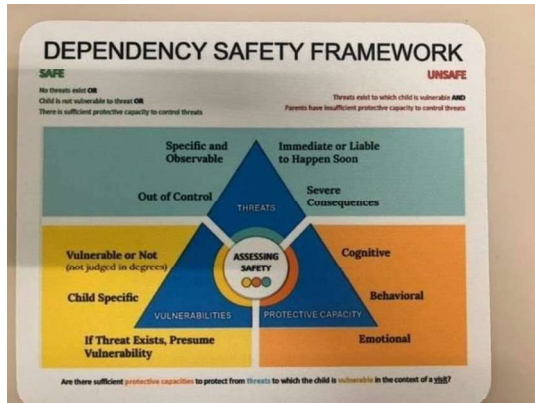 DEPENDENCY SAFETY FRAMEWORK
SAFE
No threats exist OR
Child is not vulnerable to threat OR
There is sufficient protective capacity to control threats
UNSAFE
Threats exist to which child is vulnerable AND
Parents have insufficient protective capacity to control threats
Specific and
Observable
Immediate or Liable
to Happen Soon
Out of Control
Severe
Consequences
THREATS
Vulnerable or Not
(not judged in degrees)
Child Specific
If Threat Exists, Presume
Vulnerability
VULNERABILITIES
ASSESSING
SAFETY
PROTECTIVE CAPACITY
Cognitive
Behavioral
Emotional
Are there sufficient protective capacities to protect from threats to which the child is vulnerable in the context of a visit?